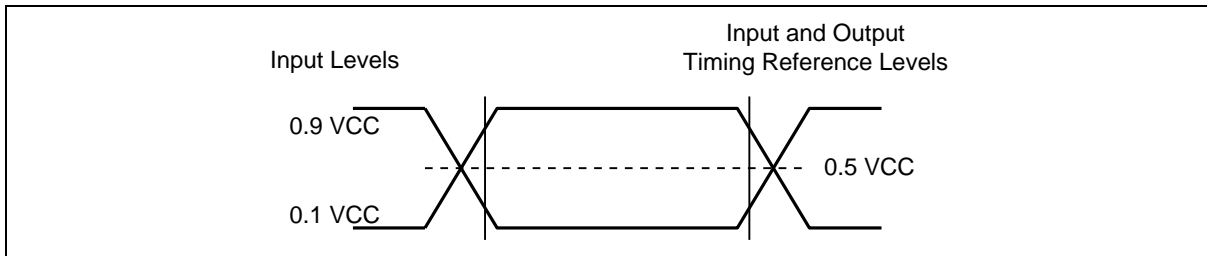 Input Levels
Input and Output
Timing Reference Levels
0.9 VCC
0.5 VCC
0.1 VCC